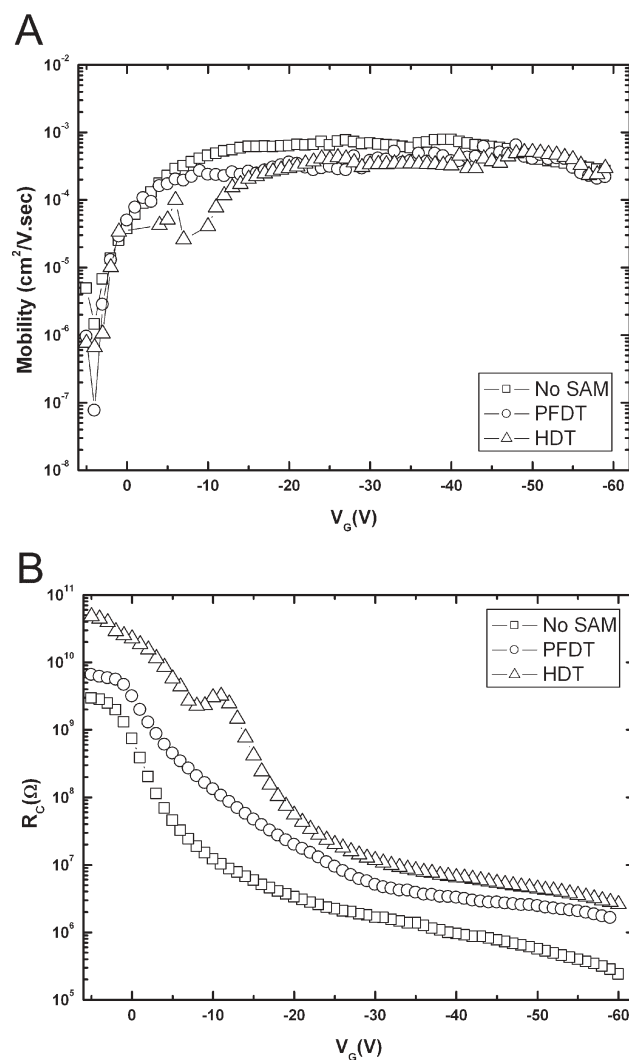 A
Mobility (cm²/V.sec)
10⁻²
10⁻³
10⁻⁴
10⁻⁵
10⁻⁶
10⁻⁷
10⁻⁸
No SAM
PFDT
HDT
0 -10 -20 -30 -40 -50 -60
V_G(V)
B
R_C(Ω)
10¹¹
10¹⁰
10⁹
10⁸
10⁷
10⁶
10⁵
No SAM
PFDT
HDT
0 -10 -20 -30 -40 -50 -60
V_G(V)